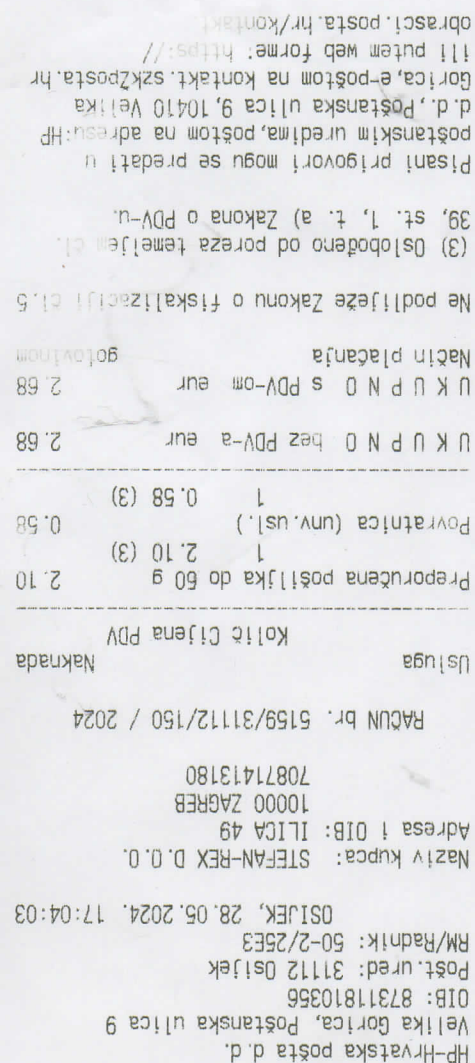 HP-Hrvatska pošta d.d.
Velika Gorica, Poštanska ulica 9
OIB: 87311810356
Pošt.ured: 31112 Osijek
RM/Radnik: 50-2/25E3
OSIJEK, 28.05.2024. 17:04:03
Naziv kupca: STEFAN-REX D.O.O.
Adresa i OIB: ILICA 49
10000 ZAGREB
70871413180
RAČUN br. 5159/31112/150 / 2024
Usluga Naknada
Količ Cijena PDV
Preporučena pošiljka do 50 g 2.10
1 2.10 (3)
Povratnica (unv.usl.) 0.58
1 0.58 (3)
U K U P N O bez PDV-a eur 2.68
U K U P N O s PDV-om eur 2.68
Način plaćanja gotovinom
Ne podliježe Zakonu o fiskalizaciji čl.5
(3) Oslobođeno od poreza temeljem čl.
39, st. 1, t. a) Zakona o PDV-u.
Pisani prigovori mogu se predati u
poštanskim uredima,poštom na adresu:HP
d.d.,Poštanska ulica 9,10410 Velika
Gorica,e-poštom na kontakt.szk2posta.hr
ili putem web forme: https://
obrasci.posta.hr/kontakt